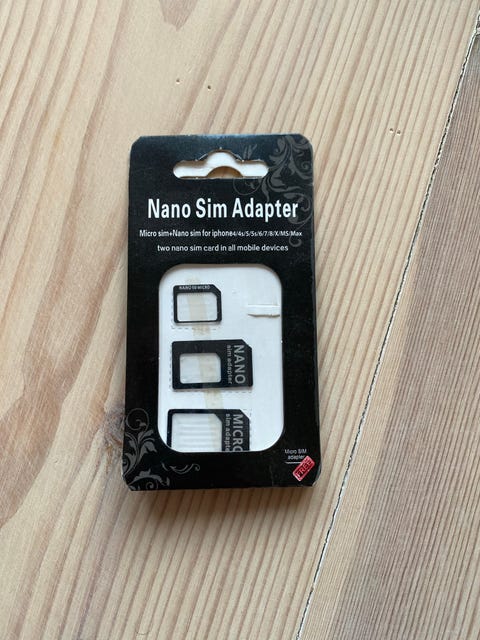 Nano Sim Adapter
Micro sim+Nano sim for iphone4/4s/5/5s/6/7/8/X/MS/Max
two nano sim card in all mobile devices
NANO TO MICRO
NANO
sim adapter
MICRO
sim adapter
Micro SIM
adapter
FREE